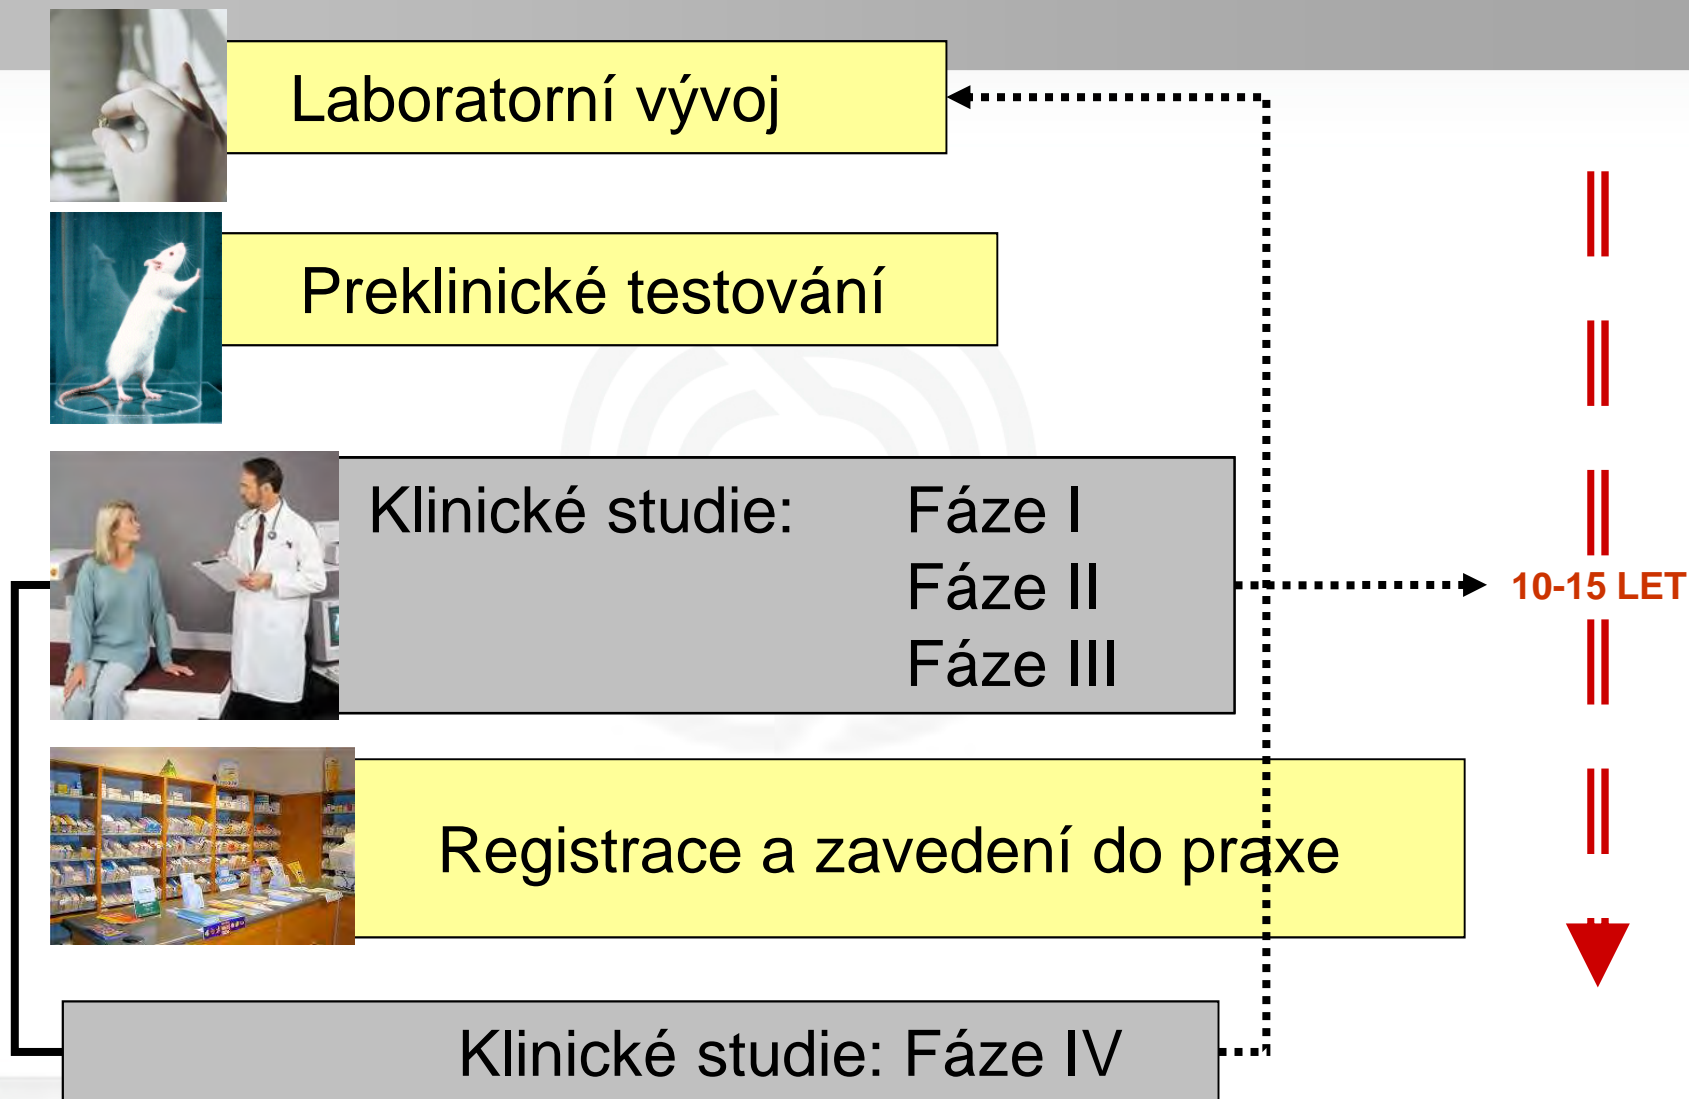 Laboratorní vývoj
Preklinické testování
Klinické studie: Fáze I
Fáze II
Fáze III
10-15 LET
Registrace a zavedení do praxe
Klinické studie: Fáze IV